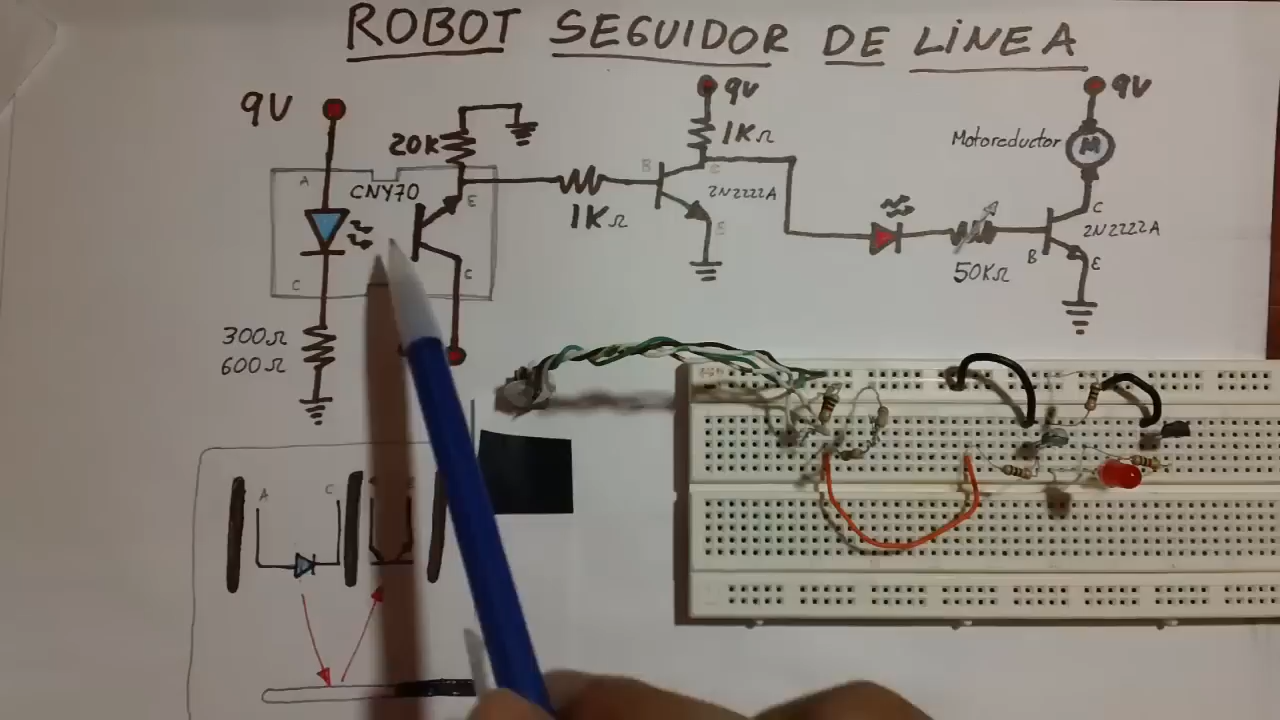 ROBOT SEGUIDOR DE LINEA
9V
9V
9V
20K
1KΩ
Motoreductor
M
A
CNY70
E
B
C
2N2222A
E
1KΩ
C
2N2222A
B
E
50KΩ
C
C
300Ω
600Ω
A
C